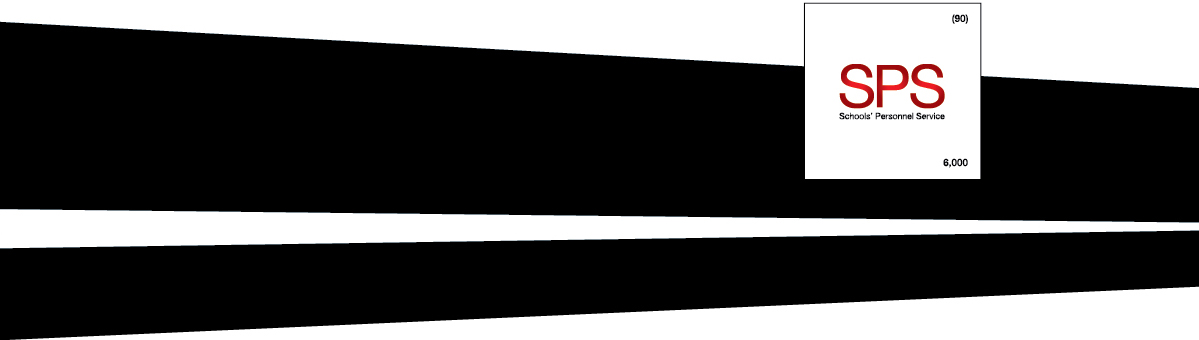 (90)
SPS
Schools' Personnel Service
6,000